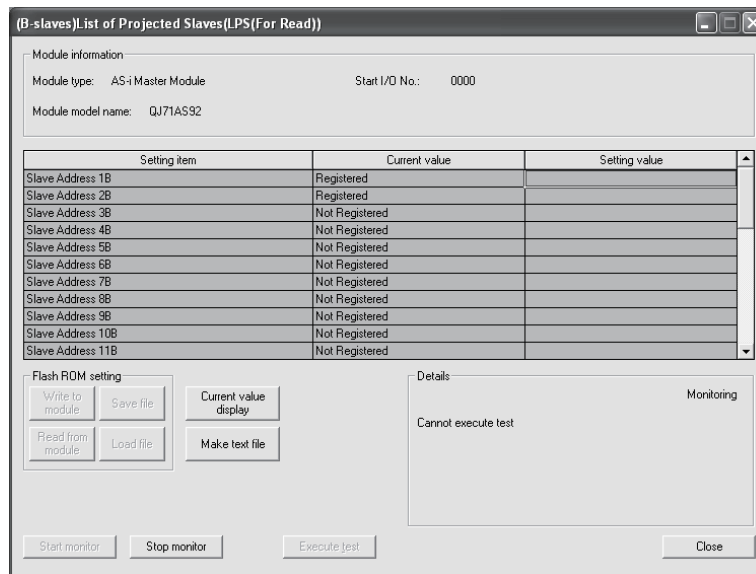 (B-slaves)List of Projected Slaves(LPS(For Read))
Module information
Module type: AS-i Master Module Start I/O No.: 0000
Module model name: QJ71AS92
Setting item Current value Setting value
Slave Address 1B Registered
Slave Address 2B Registered
Slave Address 3B Not Registered
Slave Address 4B Not Registered
Slave Address 5B Not Registered
Slave Address 6B Not Registered
Slave Address 7B Not Registered
Slave Address 8B Not Registered
Slave Address 9B Not Registered
Slave Address 10B Not Registered
Slave Address 11B Not Registered
Flash ROM setting
Write to
module
Save file
Current value
display
Read from
module
Load file
Make text file
Details
Monitoring
Cannot execute test
Start monitor Stop monitor Execute test Close